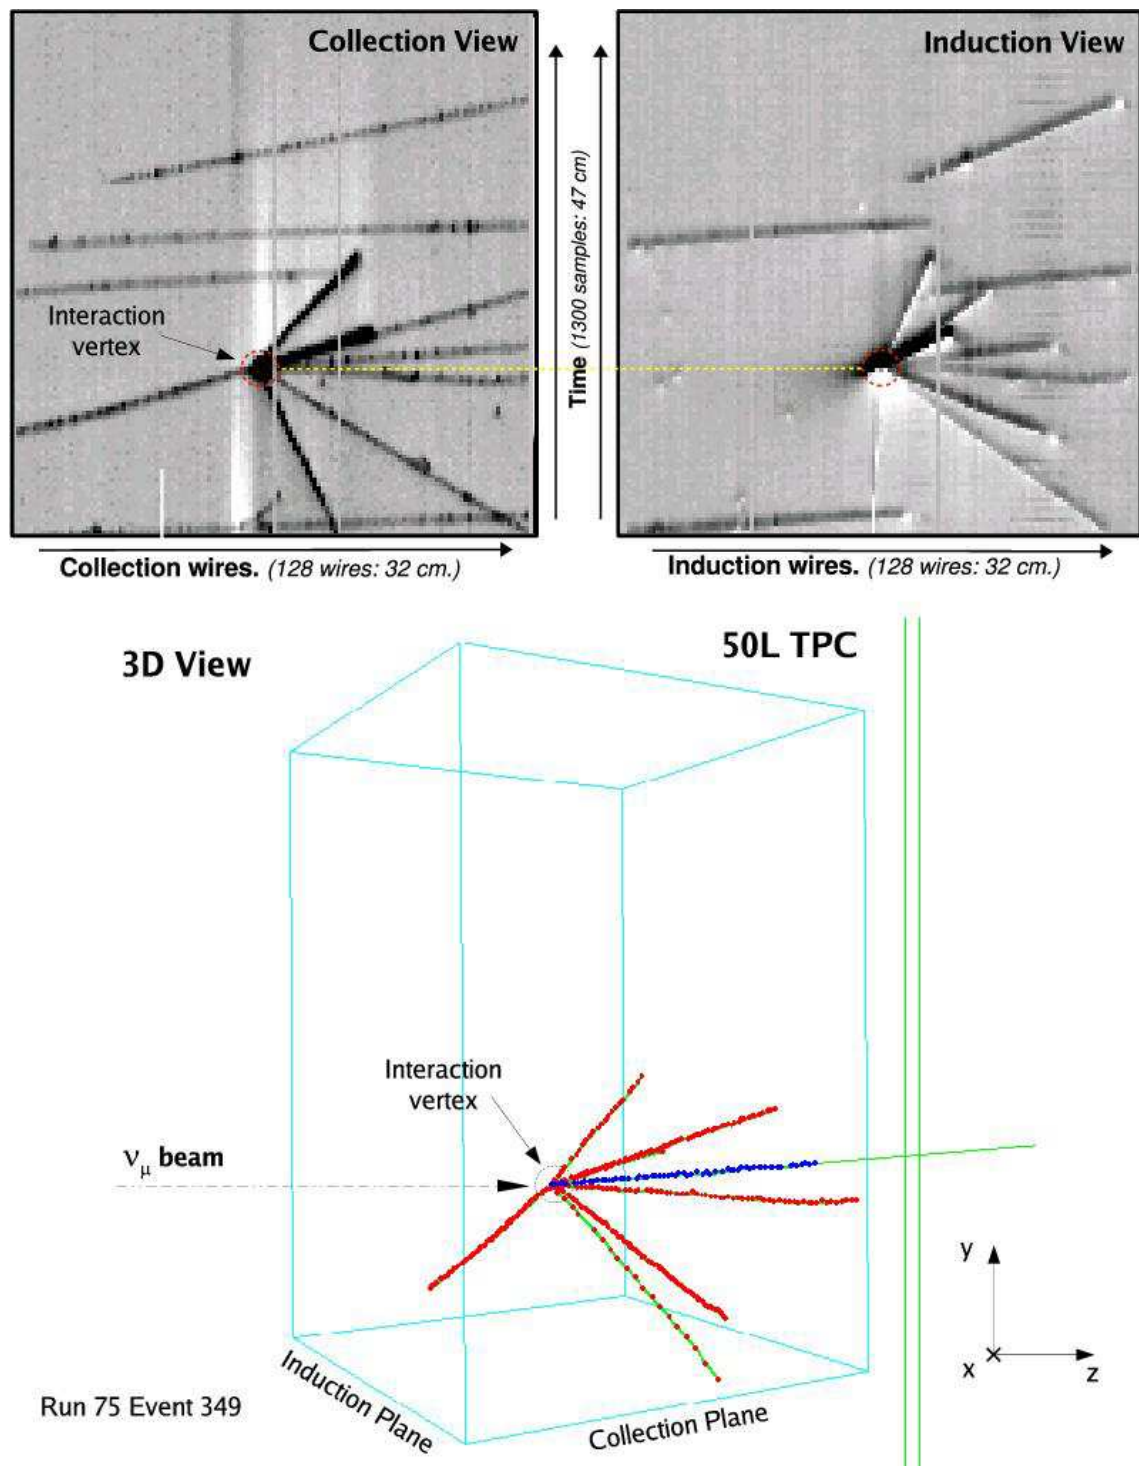 Collection View
Induction View
Interaction
vertex
Time (1300 samples: 47 cm)
Collection wires. (128 wires: 32 cm.)
Induction wires. (128 wires: 32 cm.)
3D View
50L TPC
Interaction
vertex
νμ beam
y
x
z
Induction Plane
Collection Plane
Run 75 Event 349